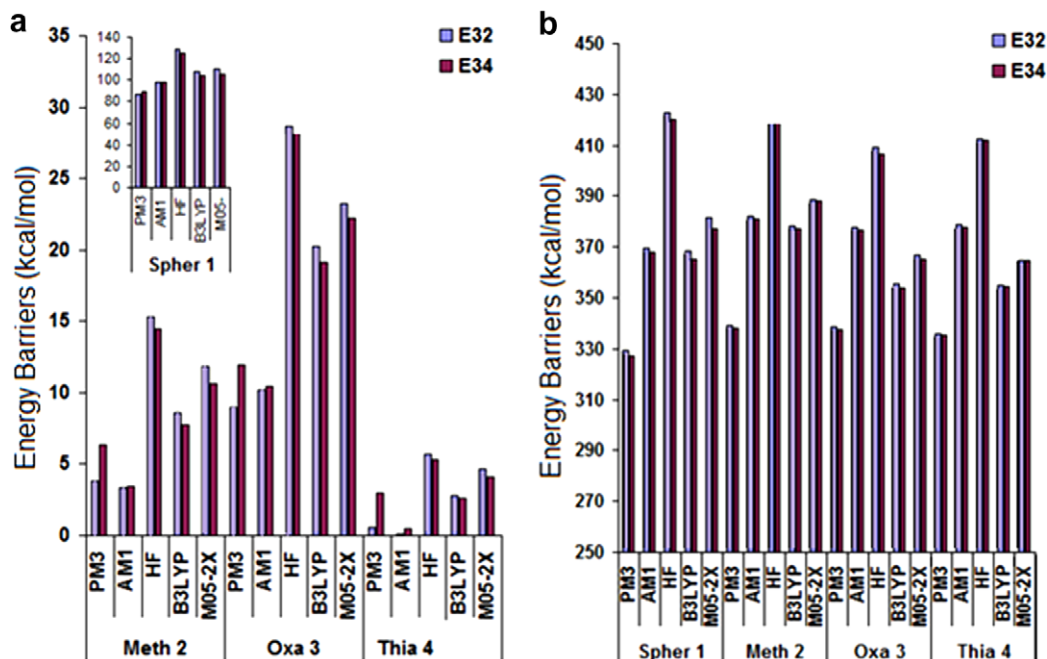 a
35
30
25
20
15
10
5
0
Energy Barriers (kcal/mol)
E32
E34
140
120
100
80
60
40
20
0
PM3
AM1
HF
B3LYP
M05-
Spher 1
PM3
AM1
HF
B3LYP
M05-2X
PM3
AM1
HF
B3LYP
M05-2X
PM3
AM1
HF
B3LYP
M05-2X
Meth 2
Oxa 3
Thia 4
b
450
430
410
390
370
350
330
310
290
270
250
Energy Barriers (kcal/mol)
E32
E34
PM3
AM1
HF
B3LYP
M05-2X
PM3
AM1
HF
B3LYP
M05-2X
PM3
AM1
HF
B3LYP
M05-2X
PM3
AM1
HF
B3LYP
M05-2X
Spher 1
Meth 2
Oxa 3
Thia 4